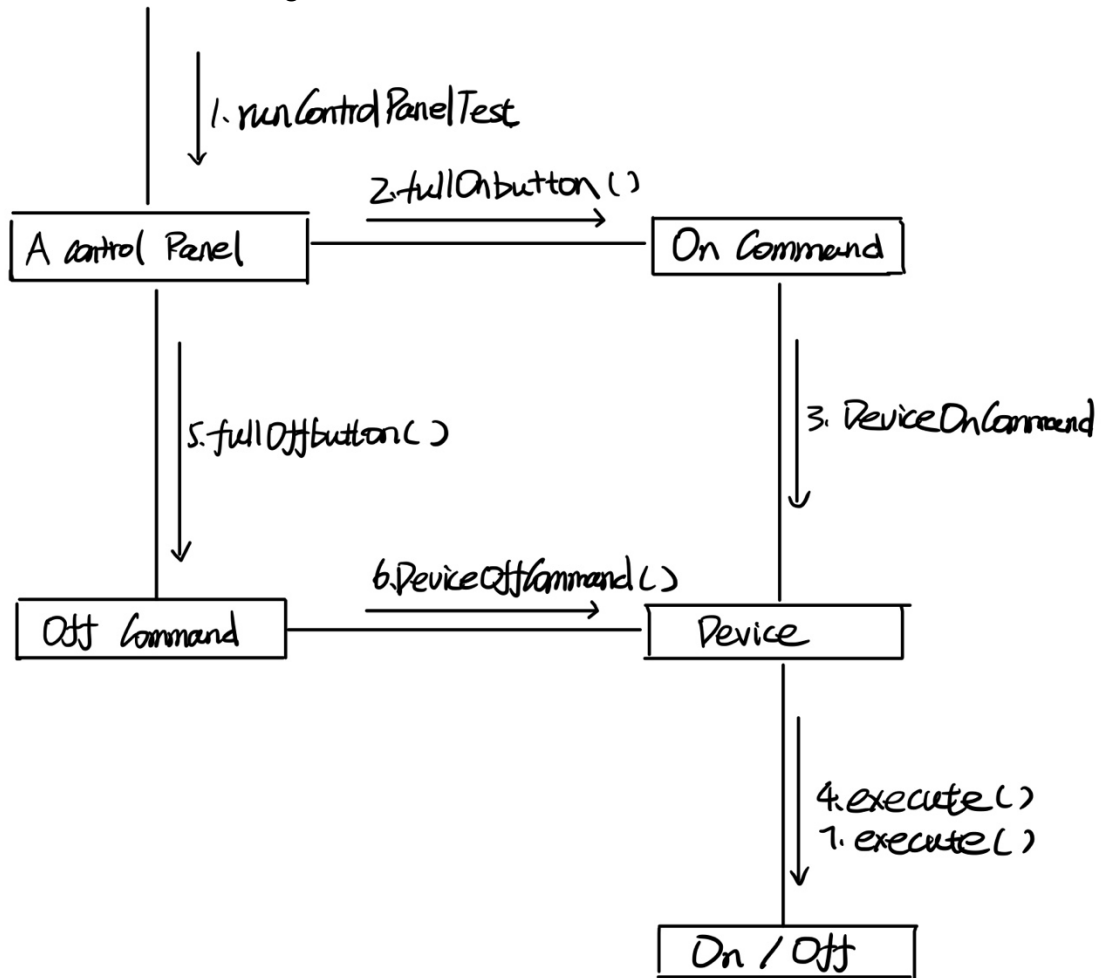 1. runControlPanelTest
2. fullOnbutton ( )
A control Panel
On Command
3. DeviceOnCommand
5. fullOffbutton ( )
6. DeviceOffCommand ( )
Off Command
Device
4. execute ( )
7. execute ( )
On / Off